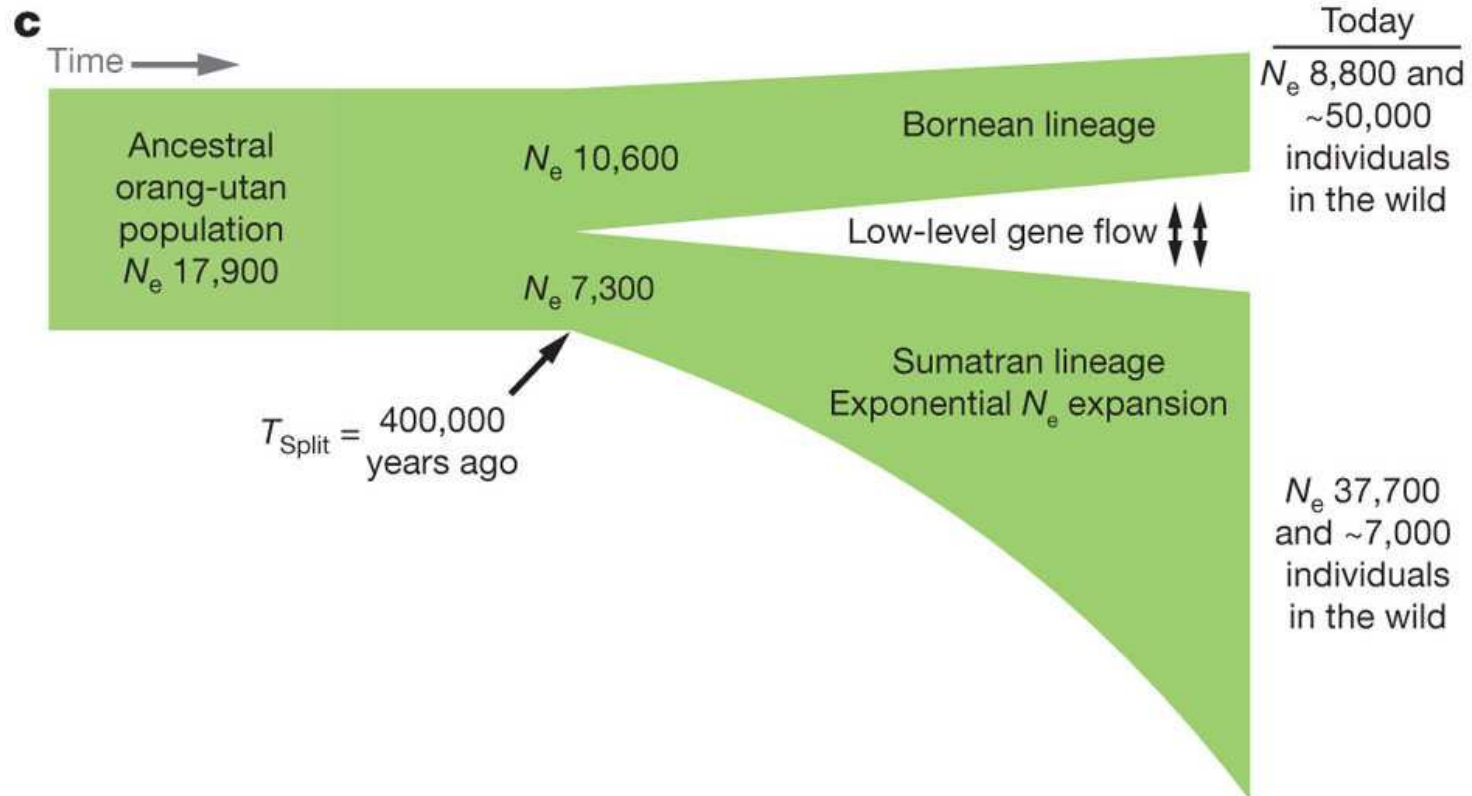 c
Time
Ancestral
orang-utan
population
Nₑ 17,900
Nₑ 10,600
Nₑ 7,300
T_Split = 400,000
years ago
Bornean lineage
Low-level gene flow
Sumatran lineage
Exponential Nₑ expansion
Today
Nₑ 8,800 and
~50,000
individuals
in the wild
Nₑ 37,700
and ~7,000
individuals
in the wild